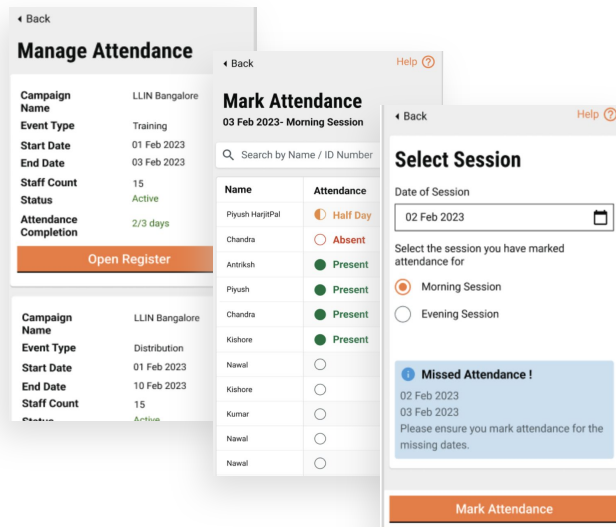 Back
Manage Attendance
Campaign Name LLIN Bangalore
Event Type Training
Start Date 01 Feb 2023
End Date 03 Feb 2023
Staff Count 15
Status Active
Attendance Completion 2/3 days
Open Register
Campaign Name LLIN Bangalore
Event Type Distribution
Start Date 01 Feb 2023
End Date 10 Feb 2023
Staff Count 15
Status Active
Back Help ?
Mark Attendance
03 Feb 2023- Morning Session
Search by Name / ID Number
Name Attendance
Piyush HarjitPal Half Day
Chandra Absent
Antriksh Present
Piyush Present
Chandra Present
Kishore Present
Nawal
Kishore
Kumar
Nawal
Nawal
Back Help ?
Select Session
Date of Session
02 Feb 2023
Select the session you have marked
attendance for
Morning Session
Evening Session
Missed Attendance !
02 Feb 2023
03 Feb 2023
Please ensure you mark attendance for the
missing dates.
Mark Attendance